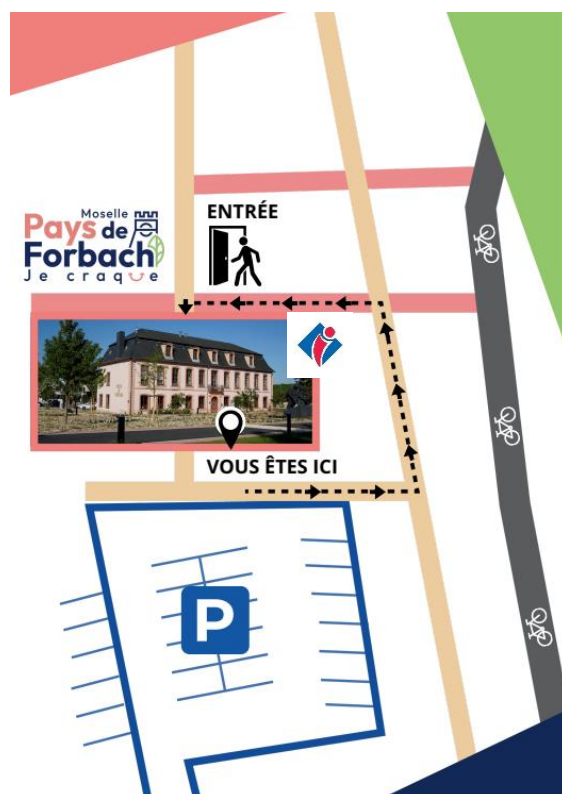 Moselle
Pays de
Forbach
Je craque
ENTRÉE
VOUS ÊTES ICI
P